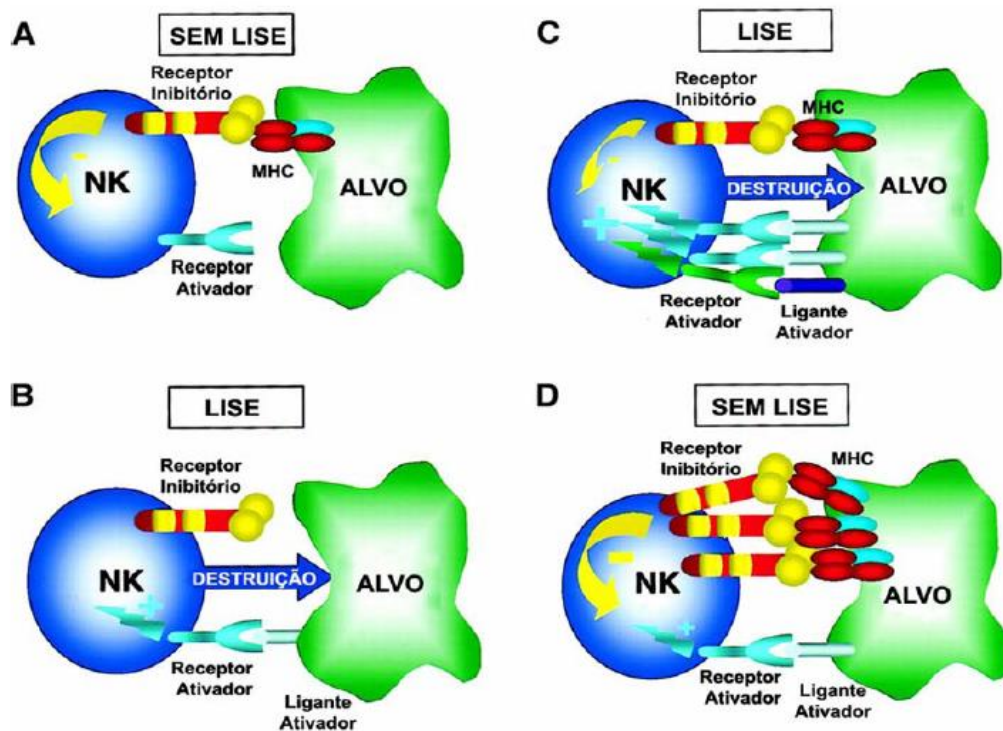 A
SEM LISE
Receptor
Inibitório
NK
MHC
ALVO
Receptor
Ativador
B
LISE
Receptor
Inibitório
NK
DESTRUIÇÃO
ALVO
+
Receptor
Ativador
Ligante
Ativador
C
LISE
Receptor
Inibitório
MHC
NK
DESTRUIÇÃO
ALVO
+
Receptor
Ativador
Ligante
Ativador
D
SEM LISE
Receptor
Inibitório
MHC
-
NK
ALVO
+
Receptor
Ativador
Ligante
Ativador